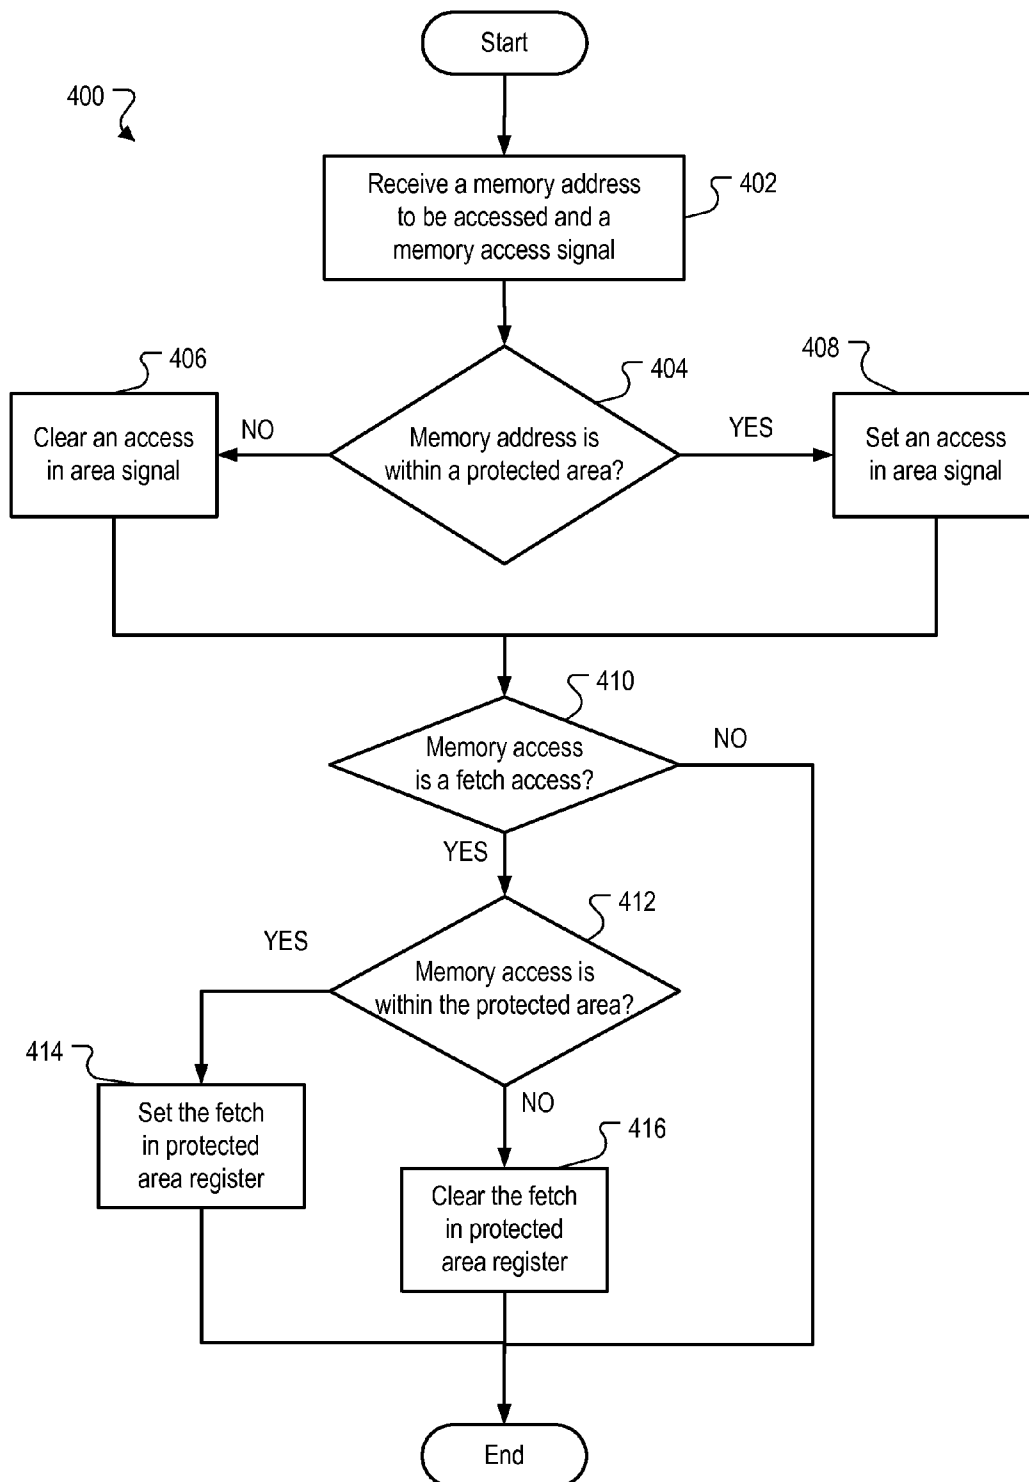 Start
400
Receive a memory address
to be accessed and a
memory access signal
402
406
404
408
Clear an access
in area signal
NO
Memory address is
within a protected area?
YES
Set an access
in area signal
410
Memory access
is a fetch access?
NO
YES
412
YES
Memory access is
within the protected area?
414
Set the fetch
in protected
area register
NO
416
Clear the fetch
in protected
area register
End